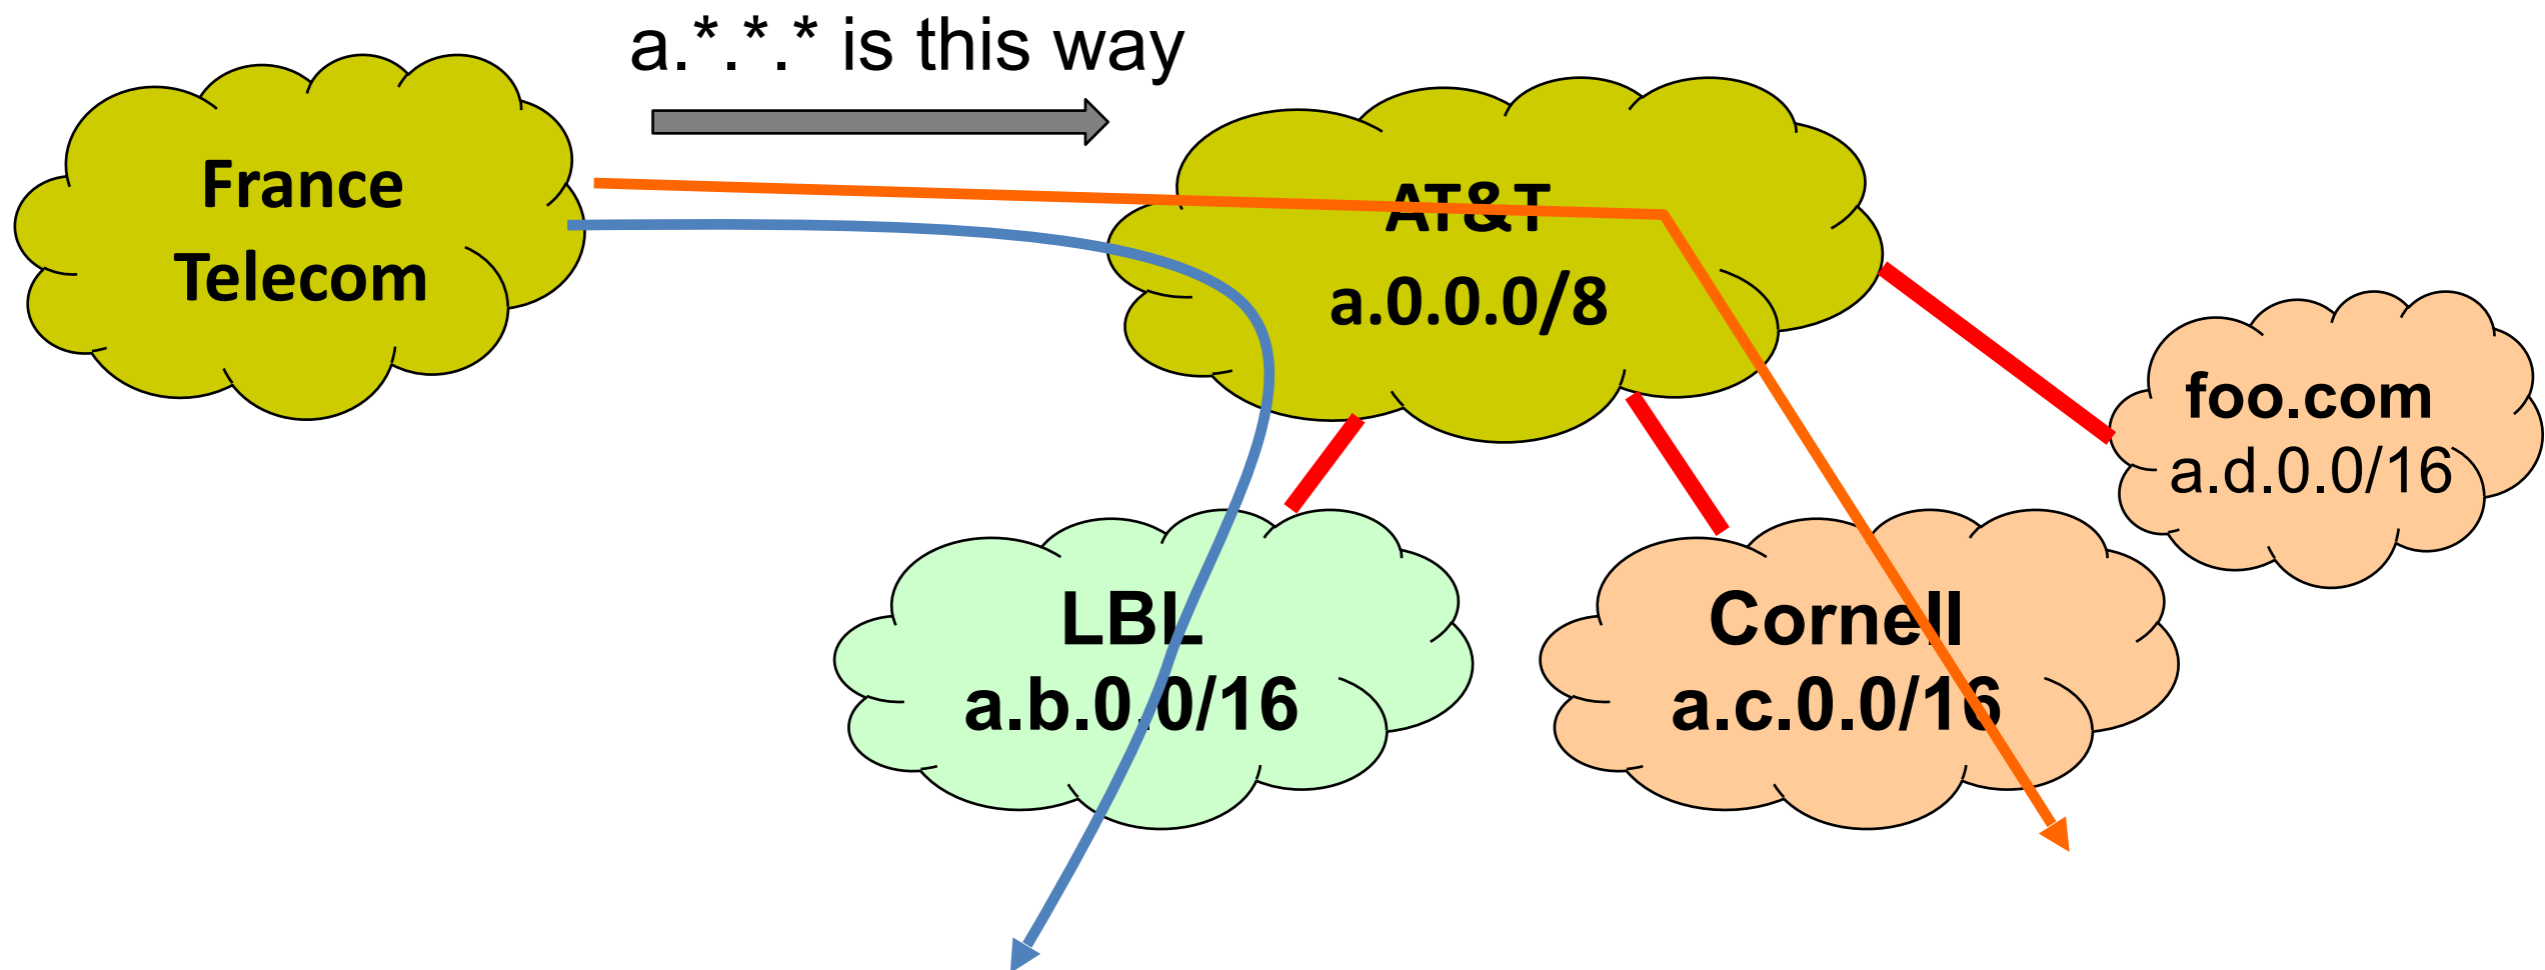 a.*.*.* is this way
France
Telecom
AT&T
a.0.0.0/8
foo.com
a.d.0.0/16
LBL
a.b.0.0/16
Cornell
a.c.0.0/16